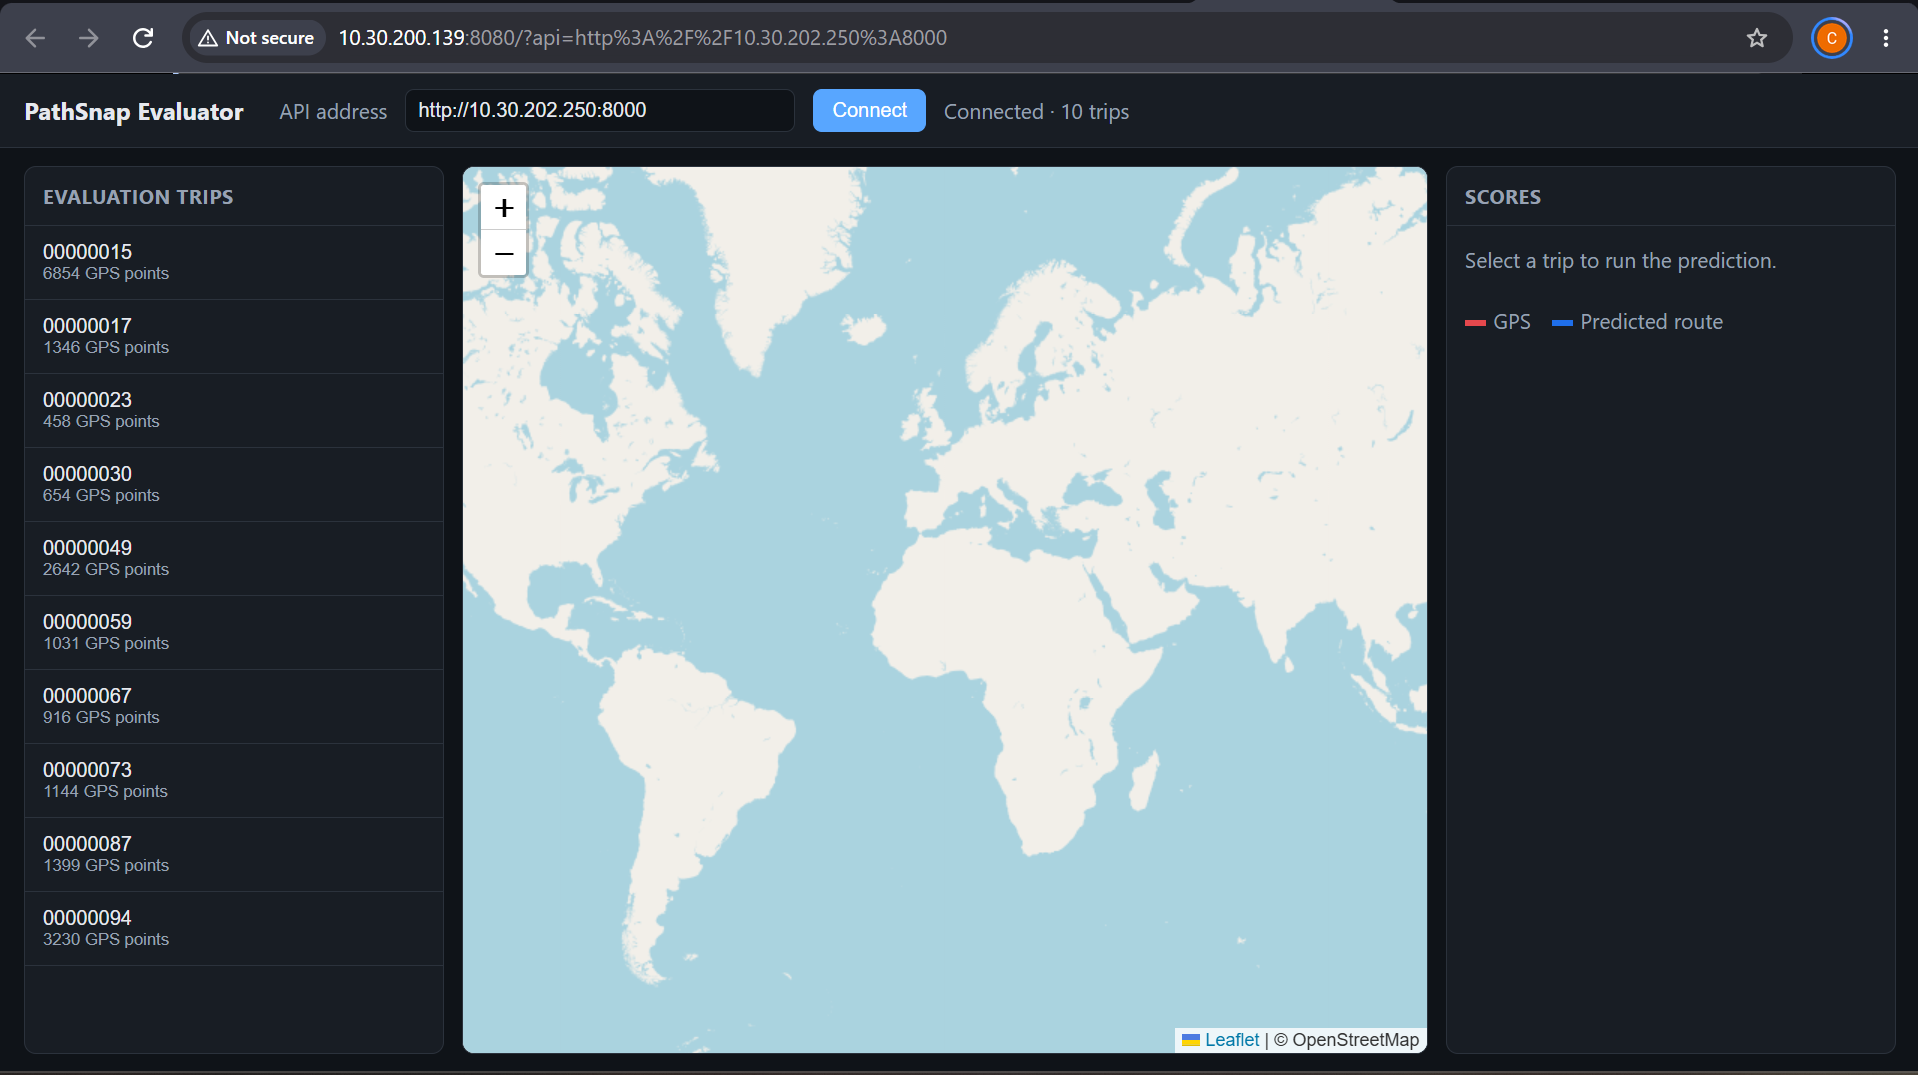 Not secure 10.30.200.139:8080/?api=http%3A%2F%2F10.30.202.250%3A8000
C
PathSnap Evaluator API address http://10.30.202.250:8000 Connect Connected · 10 trips
EVALUATION TRIPS
00000015
6854 GPS points
00000017
1346 GPS points
00000023
458 GPS points
00000030
654 GPS points
00000049
2642 GPS points
00000059
1031 GPS points
00000067
916 GPS points
00000073
1144 GPS points
00000087
1399 GPS points
00000094
3230 GPS points
+
−
Leaflet | © OpenStreetMap
SCORES
Select a trip to run the prediction.
GPS Predicted route